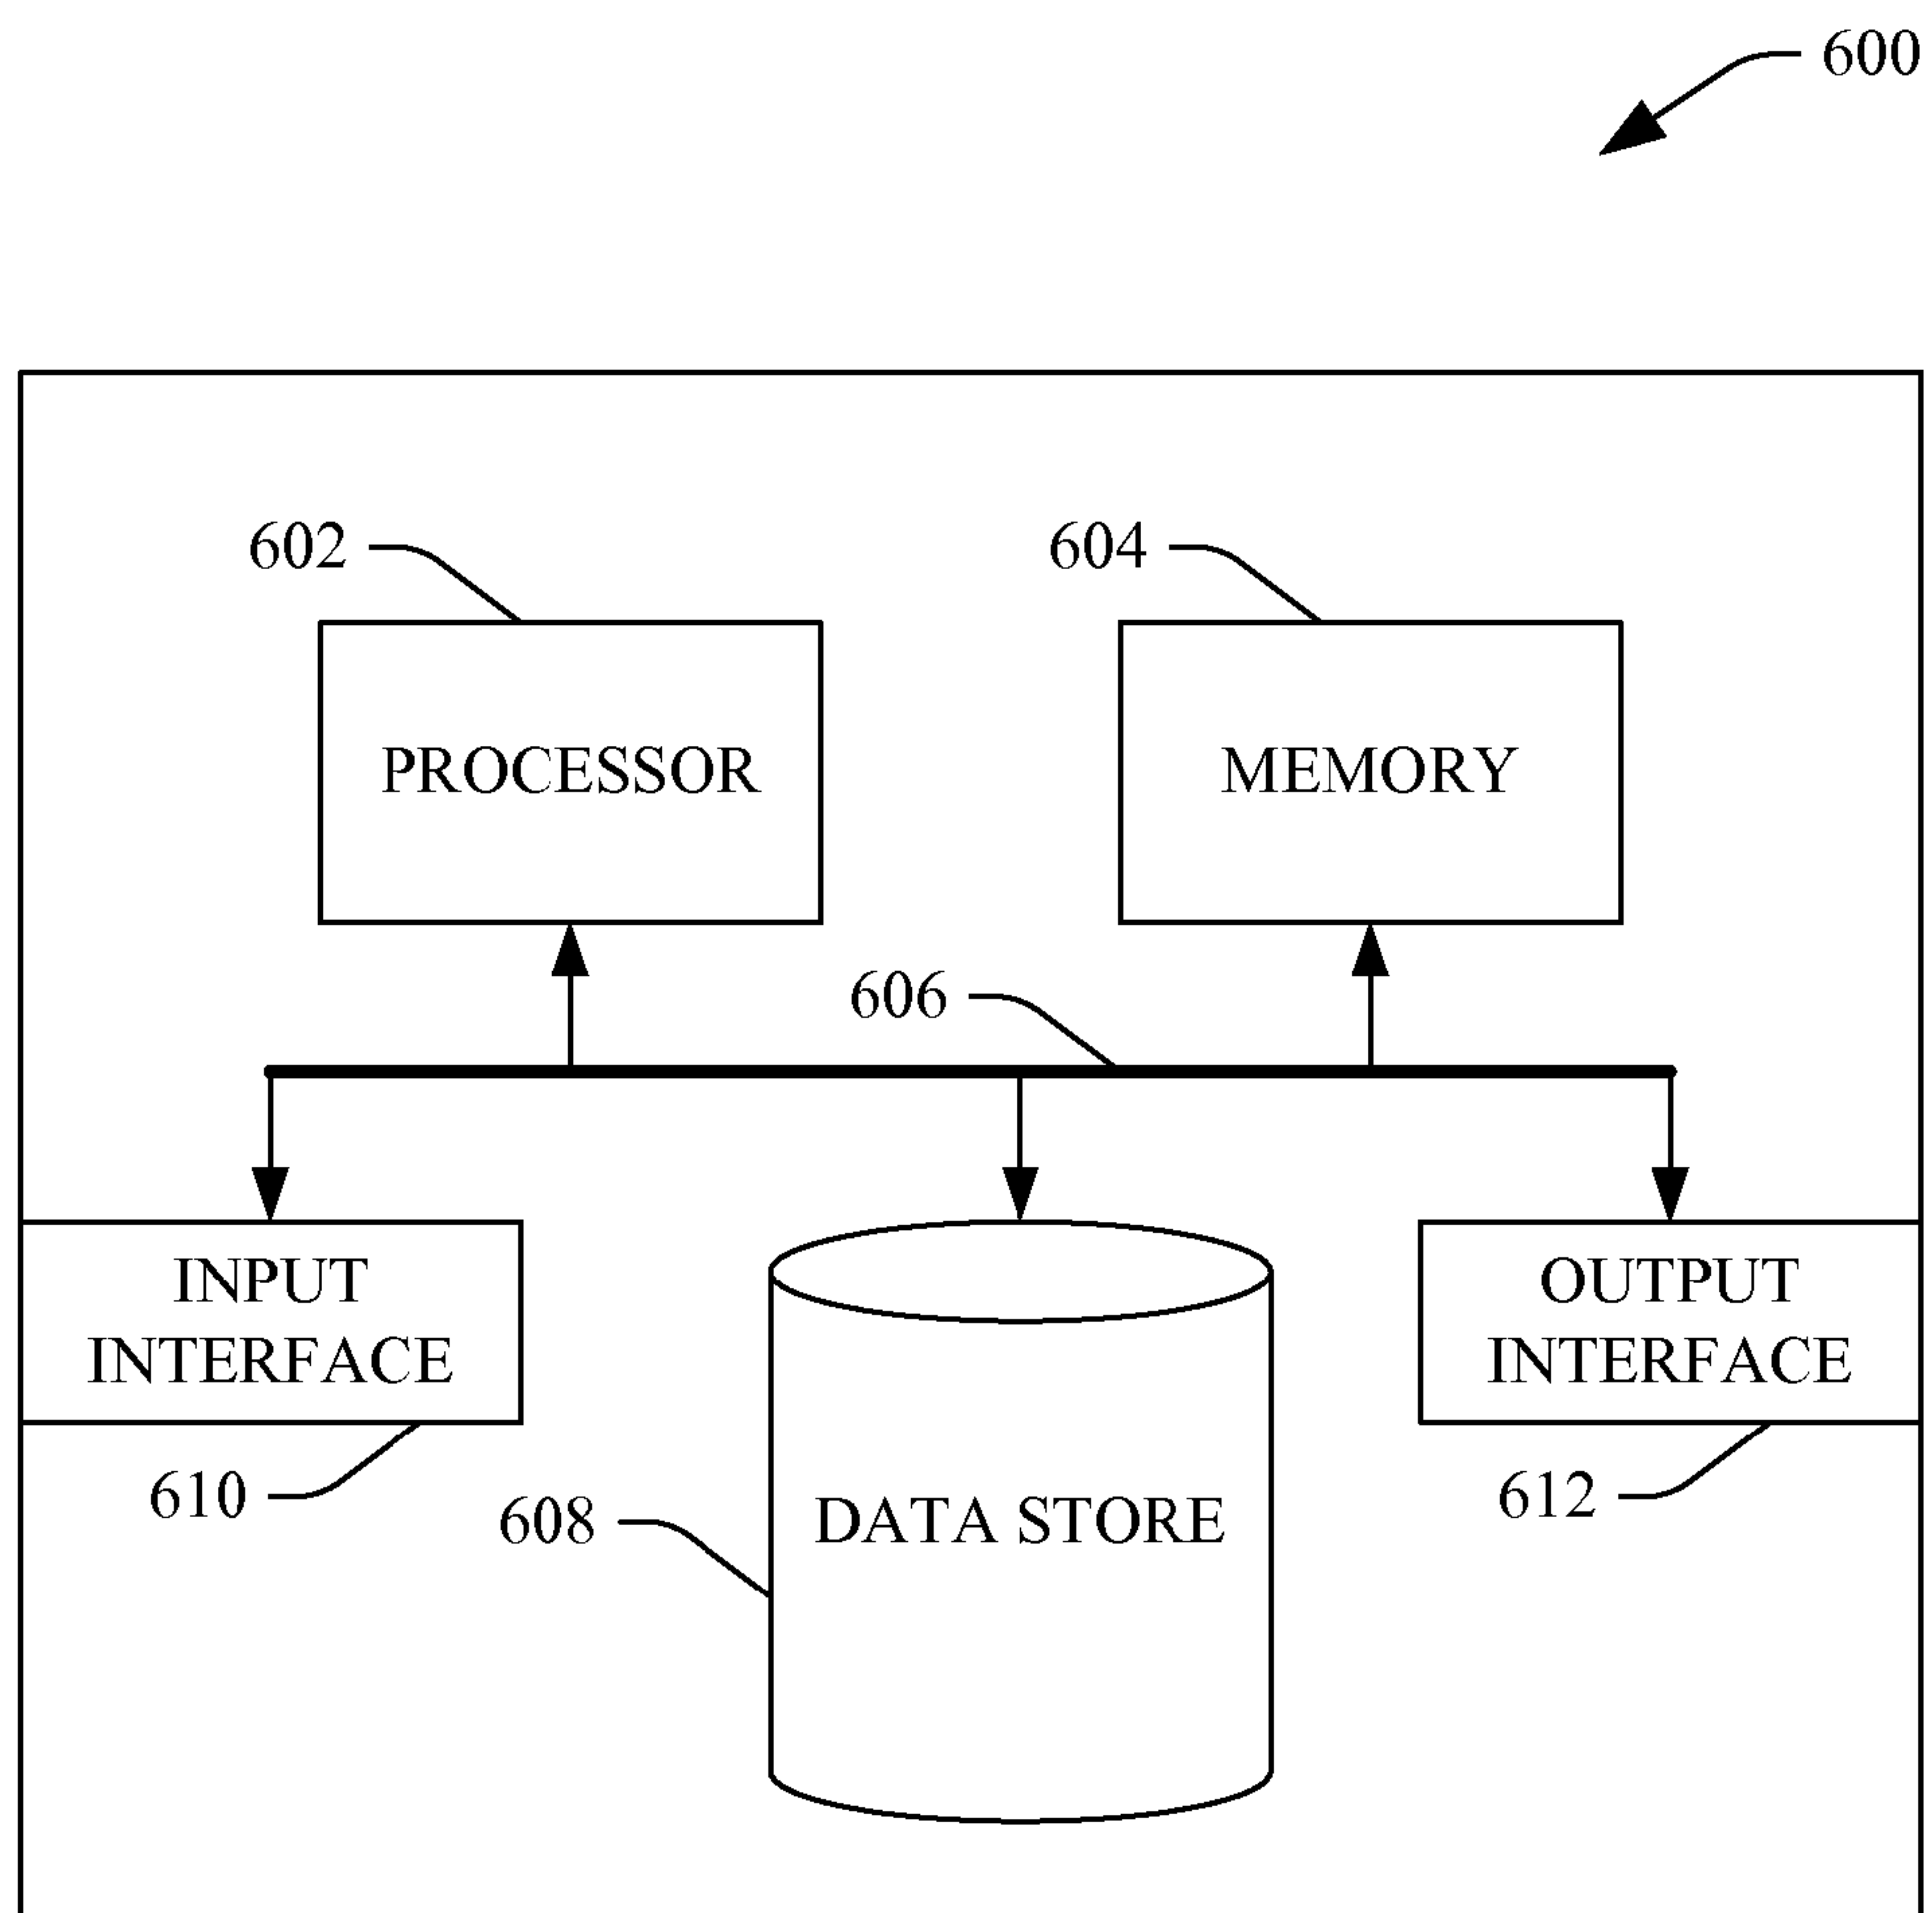 600
602
604
PROCESSOR
MEMORY
606
INPUT
INTERFACE
OUTPUT
INTERFACE
610
608
DATA STORE
612